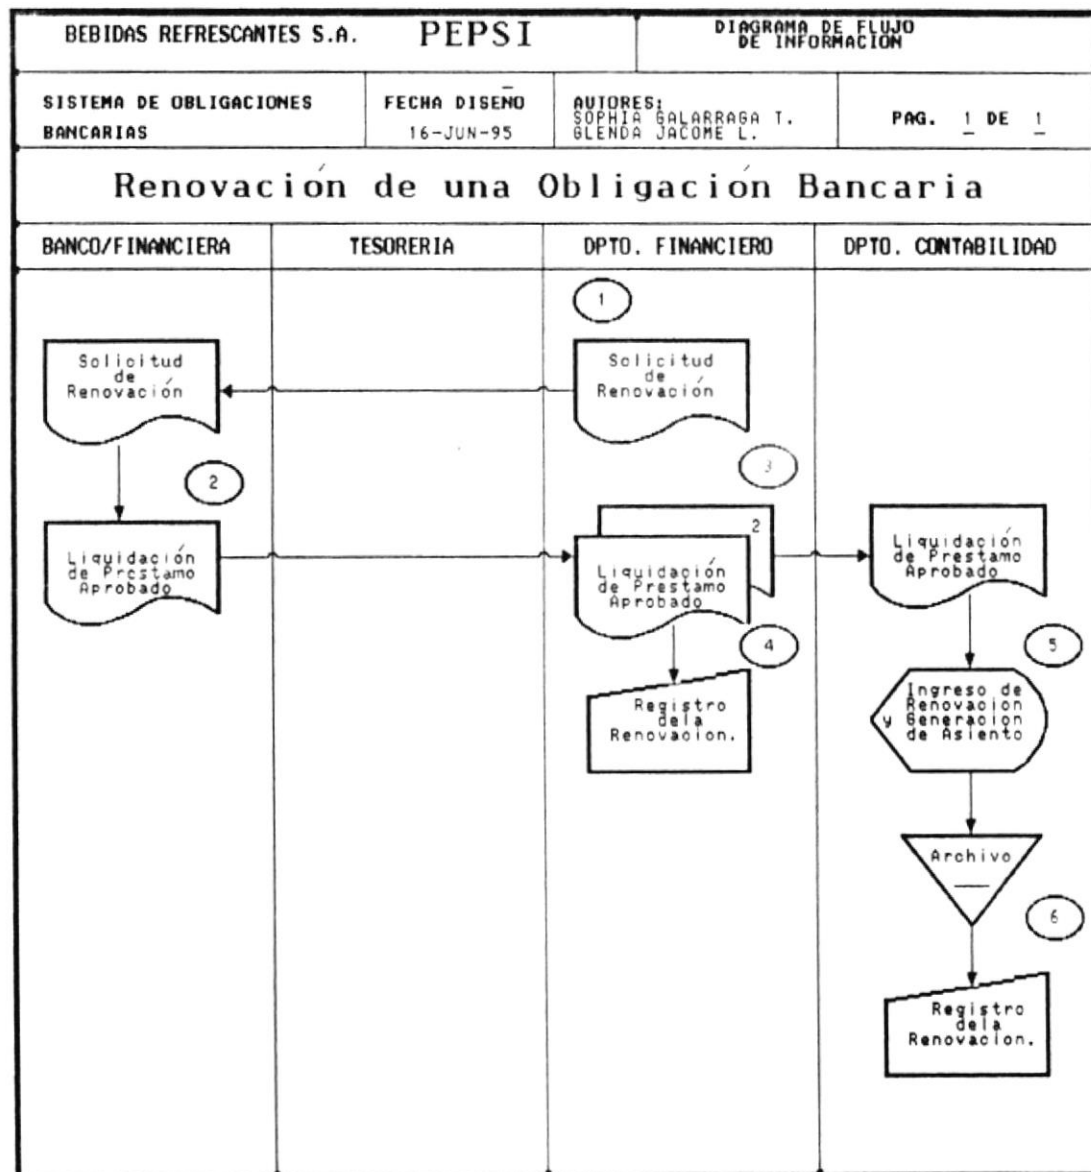 BEBIDAS REFRESCANTES S.A. PEPSI
DIAGRAMA DE FLUJO
DE INFORMACION
SISTEMA DE OBLIGACIONES
BANCARIAS
FECHA DISEÑO
16-JUN-95
AUTORES:
SOPHIA GALARRAGA T.
GLENDA JACOME L.
PAG. 1 DE 1
Renovación de una Obligación Bancaria
BANCO/FINANCIERA
TESORERIA
DPTO. FINANCIERO
DPTO. CONTABILIDAD
1
Solicitud
de
Renovación
Solicitud
de
Renovación
2
3
Liquidación
de Prestamo
Aprobado
2
Liquidación
de Prestamo
Aprobado
Liquidación
de Prestamo
Aprobado
4
5
Registro
dela
Renovacion.
Ingreso de
Renovacion
y Generacion
de Asiento
Archivo
6
Registro
dela
Renovacion.